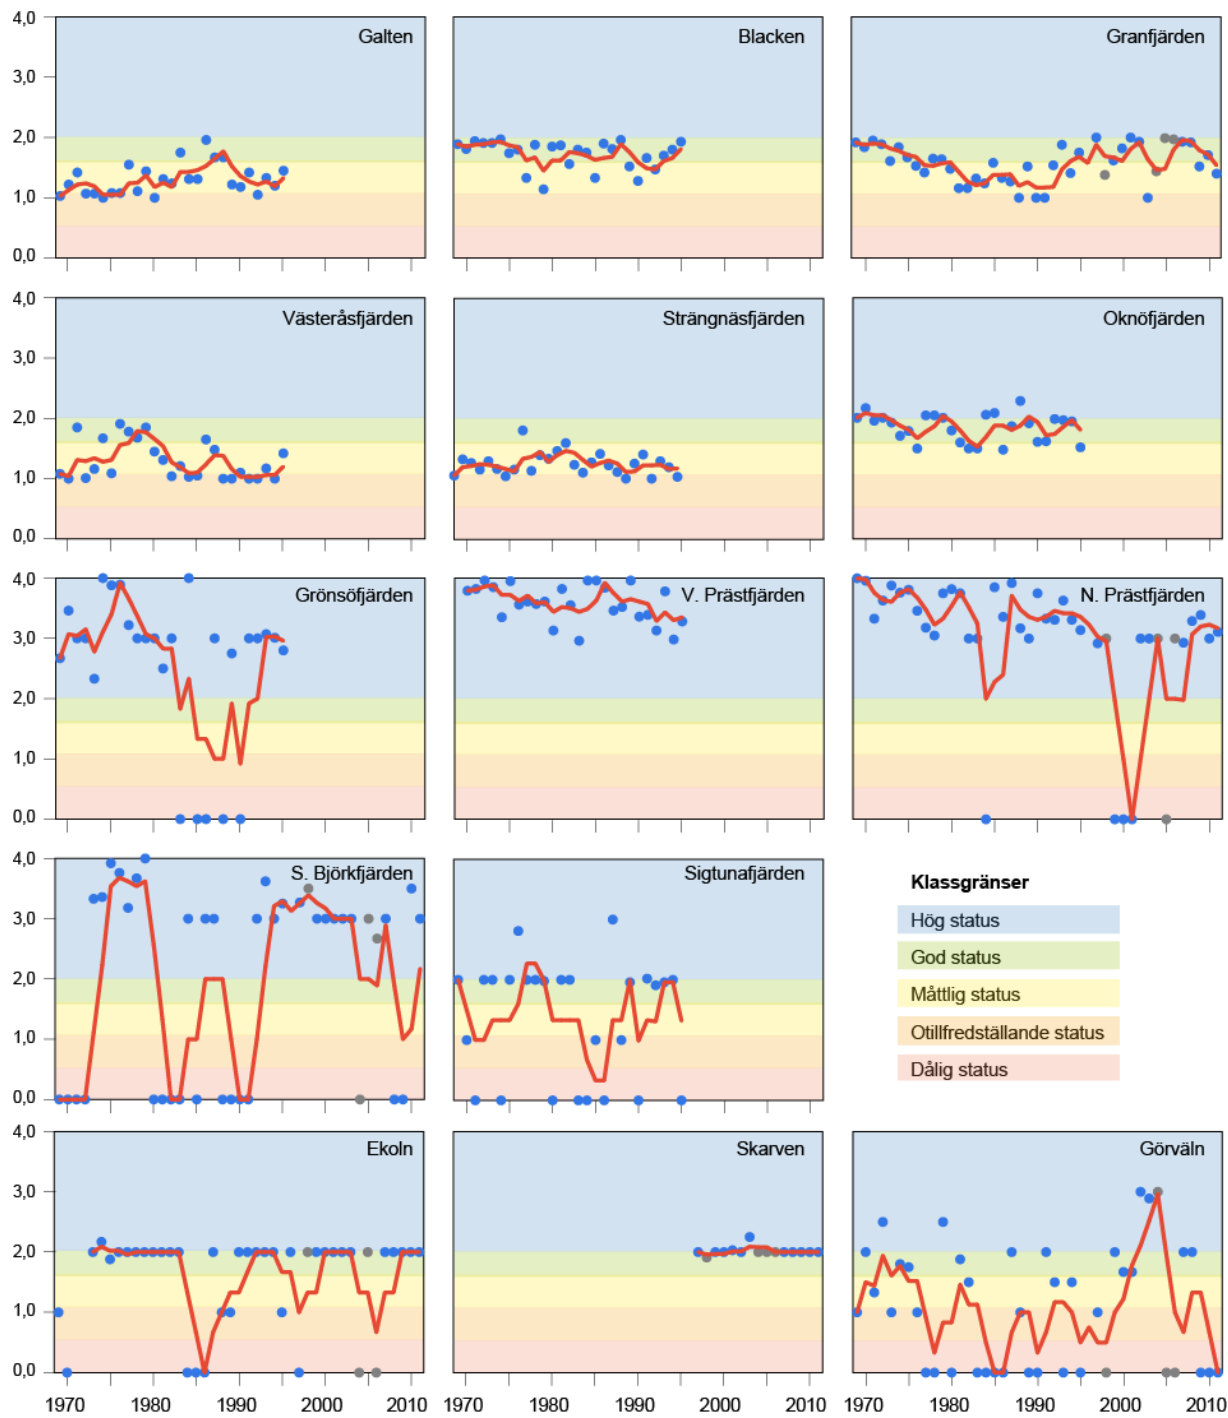 4,0
3,0
2,0
1,0
0,0
Galten
Blacken
Granfjärden
4,0
3,0
2,0
1,0
0,0
Västeråsfjärden
Strängnäsfjärden
Oknöfjärden
4,0
3,0
2,0
1,0
0,0
Grönsöfjärden
V. Prästfjärden
N. Prästfjärden
4,0
3,0
2,0
1,0
0,0
S. Björkfjärden
Sigtunafjärden
Klassgränser
Hög status
God status
Måttlig status
Otillfredställande status
Dålig status
4,0
3,0
2,0
1,0
0,0
Ekoln
Skarven
Görväln
1970 1980 1990 2000 2010
1970 1980 1990 2000 2010
1970 1980 1990 2000 2010